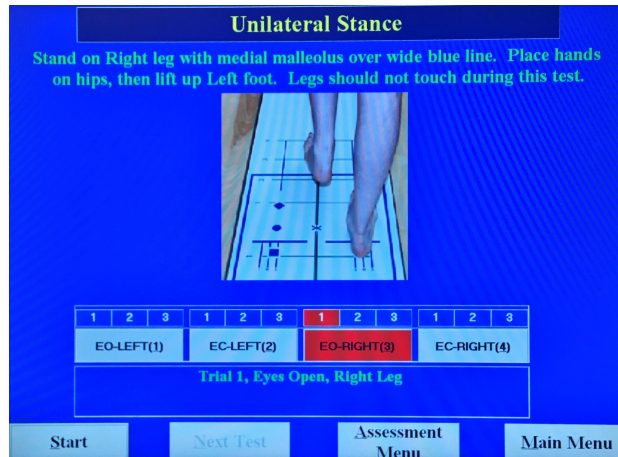 Unilateral Stance
Stand on Right leg with medial malleolus over wide blue line. Place hands
on hips, then lift up Left foot. Legs should not touch during this test.
1 2 3 1 2 3 1 2 3 1 2 3
EO-LEFT(1) EC-LEFT(2) EO-RIGHT(3) EC-RIGHT(4)
Trial 1, Eyes Open, Right Leg
Start Next Test Assessment Menu Main Menu